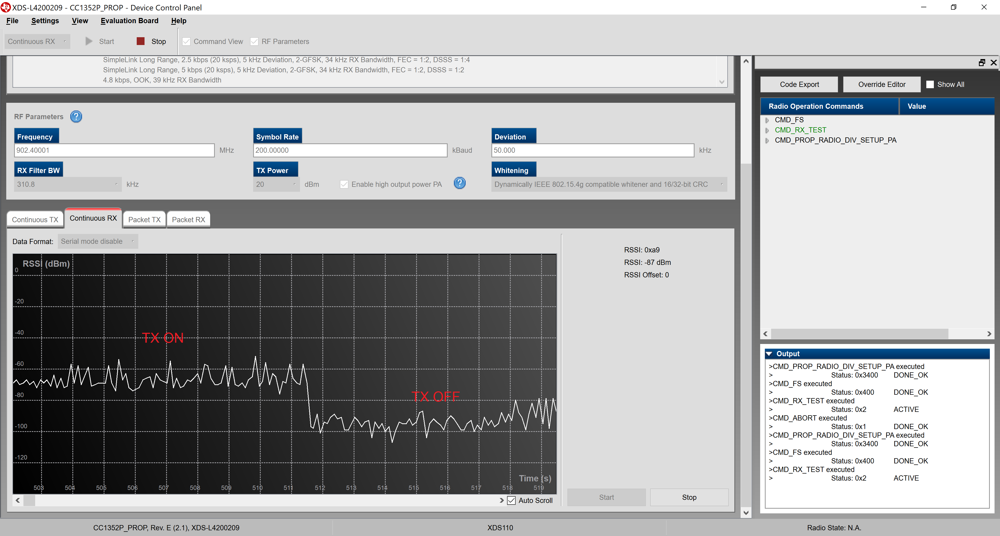 XDS-L4200209 - CC1352P_PROP - Device Control Panel
File Settings View Evaluation Board Help
Continuous RX Start Stop Command View RF Parameters
SimpleLink Long Range, 2.5 kbps (20 ksps), 5 kHz Deviation, 2-GFSK, 34 kHz RX Bandwidth, FEC = 1:2, DSSS = 1:4
SimpleLink Long Range, 5 kbps (20 ksps), 5 kHz Deviation, 2-GFSK, 34 kHz RX Bandwidth, FEC = 1:2, DSSS = 1:2
4.8 kbps, OOK, 39 kHz RX Bandwidth
RF Parameters ?
Frequency Symbol Rate Deviation
902.40001 MHz 200.00000 kBaud 50.000 kHz
RX Filter BW TX Power Whitening
310.8 kHz 20 dBm Enable high output power PA ? Dynamically IEEE 802.15.4g compatible whitener and 16/32-bit CRC
Continuous TX Continuous RX Packet TX Packet RX
Data Format: Serial mode disable
RSSI (dBm)
0
-20
-40
TX ON
-60
-80
TX OFF
-100
-120
Time (s)
503 504 505 506 507 508 509 510 511 512 513 514 515 516 517 518 519
Auto Scroll
RSSI: 0xa9
RSSI: -87 dBm
RSSI Offset: 0
Start Stop
Code Export Override Editor Show All
Radio Operation Commands Value
CMD_FS
CMD_RX_TEST
CMD_PROP_RADIO_DIV_SETUP_PA
Output
>CMD_PROP_RADIO_DIV_SETUP_PA executed
> Status: 0x3400 DONE_OK
>CMD_FS executed
> Status: 0x400 DONE_OK
>CMD_RX_TEST executed
> Status: 0x2 ACTIVE
>CMD_ABORT executed
> Status: 0x1 DONE_OK
>CMD_PROP_RADIO_DIV_SETUP_PA executed
> Status: 0x3400 DONE_OK
>CMD_FS executed
> Status: 0x400 DONE_OK
>CMD_RX_TEST executed
> Status: 0x2 ACTIVE
CC1352P_PROP, Rev. E (2.1), XDS-L4200209 XDS110 Radio State: N.A.